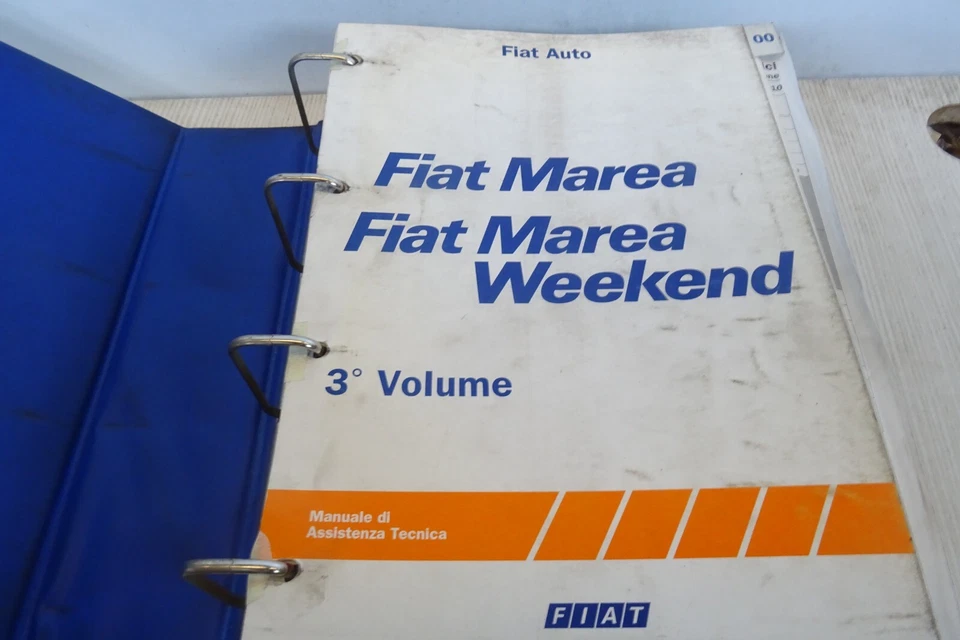 Fiat Auto
00
Fiat Marea
Fiat Marea
Weekend
3° Volume
Manuale di
Assistenza Tecnica
FIAT